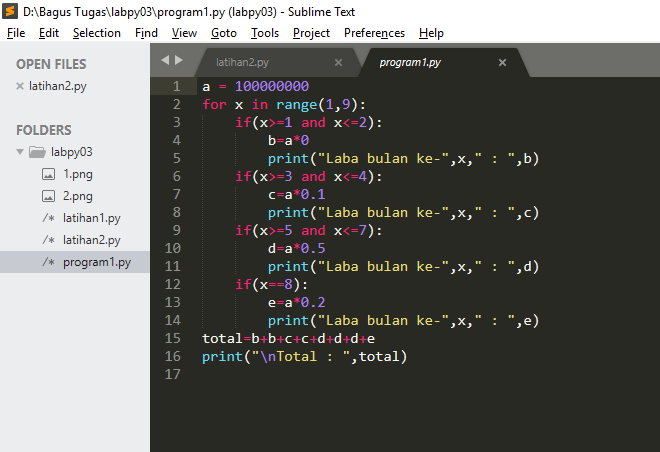 D:\Bagus Tugas\labpy03\program1.py (labpy03) - Sublime Text
File Edit Selection Find View Goto Tools Project Preferences Help
OPEN FILES
× latihan2.py
FOLDERS
labpy03
1.png
2.png
/* latihan1.py
/* latihan2.py
/* program1.py
latihan2.py ×
program1.py ×
1 a = 100000000
2 for x in range(1,9):
3     if(x>=1 and x<=2):
4         b=a*0
5         print("Laba bulan ke-",x," : ",b)
6     if(x>=3 and x<=4):
7         c=a*0.1
8         print("Laba bulan ke-",x," : ",c)
9     if(x>=5 and x<=7):
10         d=a*0.5
11         print("Laba bulan ke-",x," : ",d)
12     if(x==8):
13         e=a*0.2
14         print("Laba bulan ke-",x," : ",e)
15 total=b+b+c+c+d+d+d+e
16 print("\nTotal : ",total)
17